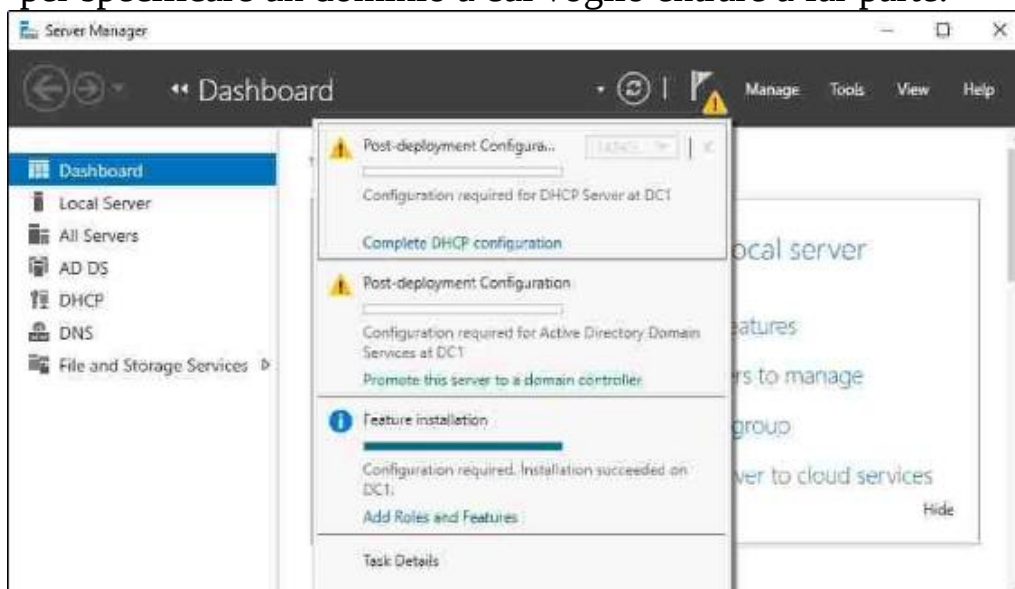 per specificare un dominio a cui voglio entrare a far parte.
Server Manager
Dashboard
Manage Tools View Help
Dashboard
Local Server
All Servers
AD DS
DHCP
DNS
File and Storage Services
Post-deployment Configura...
TASKS
Configuration required for DHCP Server at DC1
Complete DHCP configuration
Post-deployment Configuration
Configuration required for Active Directory Domain
Services at DC1
Promote this server to a domain controller
Feature installation
Configuration required. Installation succeeded on
DC1.
Add Roles and Features
Task Details
ocal server
eatures
rs to manage
group
ver to cloud services
Hide